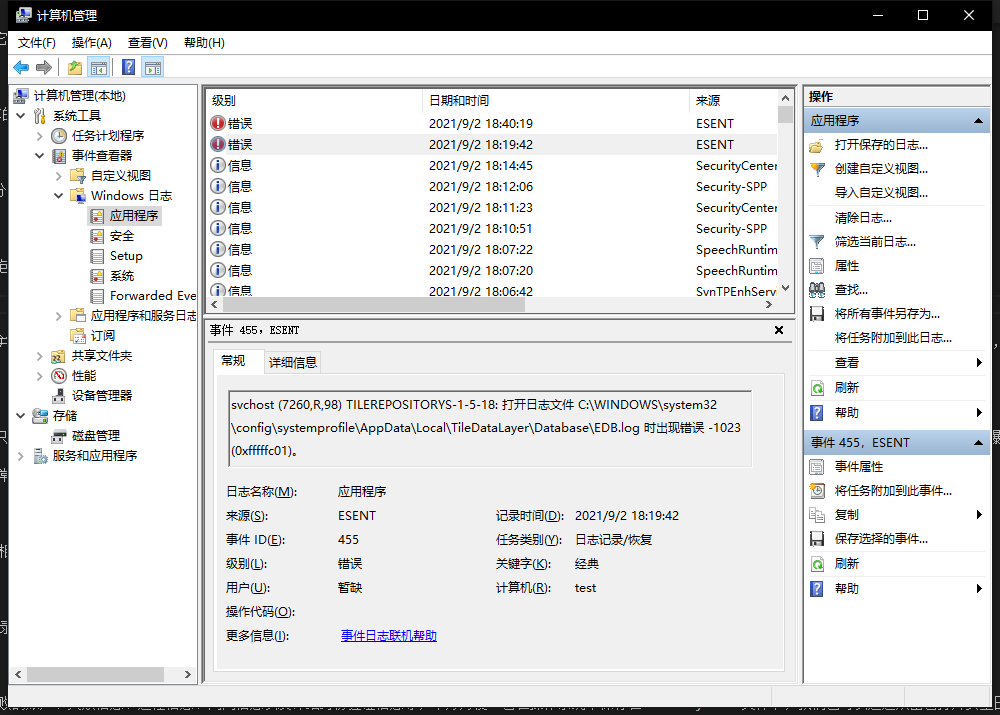 计算机管理
文件(F) 操作(A) 查看(V) 帮助(H)
计算机管理(本地)
系统工具
任务计划程序
事件查看器
自定义视图
Windows 日志
应用程序
安全
Setup
系统
Forwarded Eve
应用程序和服务日志
订阅
共享文件夹
性能
设备管理器
存储
磁盘管理
服务和应用程序
级别 日期和时间 来源
错误 2021/9/2 18:40:19 ESENT
错误 2021/9/2 18:19:42 ESENT
信息 2021/9/2 18:14:45 SecurityCenter
信息 2021/9/2 18:12:06 Security-SPP
信息 2021/9/2 18:11:23 SecurityCenter
信息 2021/9/2 18:10:51 Security-SPP
信息 2021/9/2 18:07:22 SpeechRuntim
信息 2021/9/2 18:07:20 SpeechRuntim
信息 2021/9/2 18:06:42 SynTPEnhServ
事件 455，ESENT
常规 详细信息
svchost (7260,R,98) TILEREPOSITORYS-1-5-18: 打开日志文件 C:\WINDOWS\system32
\config\systemprofile\AppData\Local\TileDataLayer\Database\EDB.log 时出现错误 -1023
(0xfffffc01)。
日志名称(M): 应用程序
来源(S): ESENT 记录时间(D): 2021/9/2 18:19:42
事件 ID(E): 455 任务类别(Y): 日志记录/恢复
级别(L): 错误 关键字(K): 经典
用户(U): 暂缺 计算机(R): test
操作代码(O):
更多信息(I): 事件日志联机帮助
操作
应用程序
打开保存的日志...
创建自定义视图...
导入自定义视图...
清除日志...
筛选当前日志...
属性
查找...
将所有事件另存为...
将任务附加到此日志...
查看
刷新
帮助
事件 455，ESENT
事件属性
将任务附加到此事件...
复制
保存选择的事件...
刷新
帮助